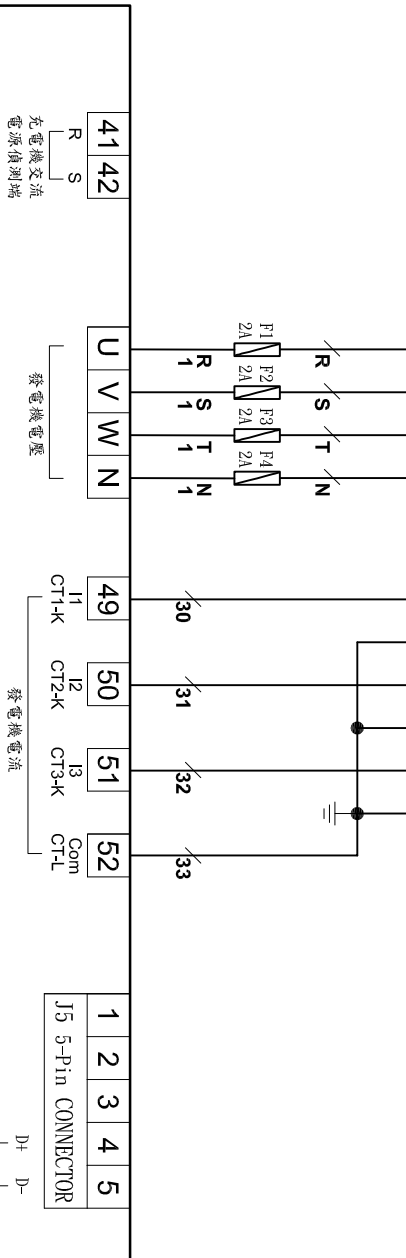 41
42
R
S
充電機交流
電源偵測端
F1
2A
F2
2A
F3
2A
F4
2A
R
S
T
N
R
1
S
1
T
1
N
1
U
V
W
N
發電機電壓
30
31
32
33
49
50
51
52
I1
CT1-K
I2
CT2-K
I3
CT3-K
Com
CT-L
發電機電流
1
2
3
4
5
J5 5-Pin CONNECTOR
D+
D-